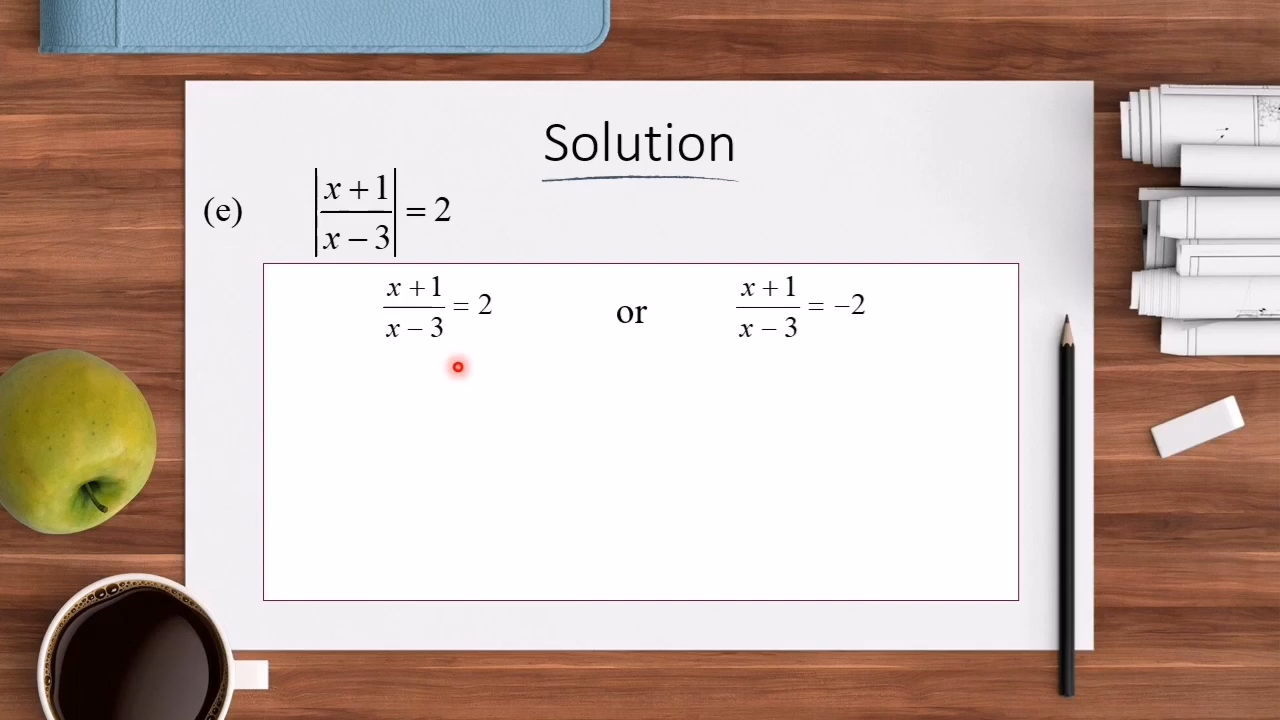 Solution
(e) |(x + 1)/(x − 3)| = 2
(x + 1)/(x − 3) = 2 or (x + 1)/(x − 3) = −2